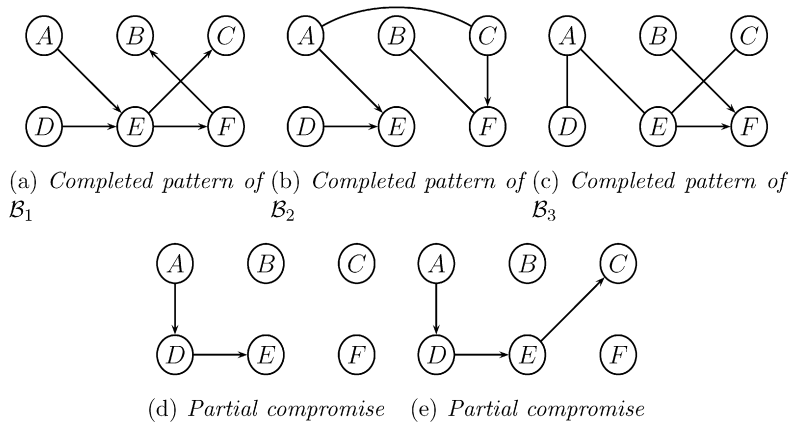 A B C A B C A B C
D E F D E F D E F
(a) Completed pattern of (b) Completed pattern of (c) Completed pattern of
𝓑₁ 𝓑₂ 𝓑₃
A B C A B C
D E F D E F
(d) Partial compromise (e) Partial compromise